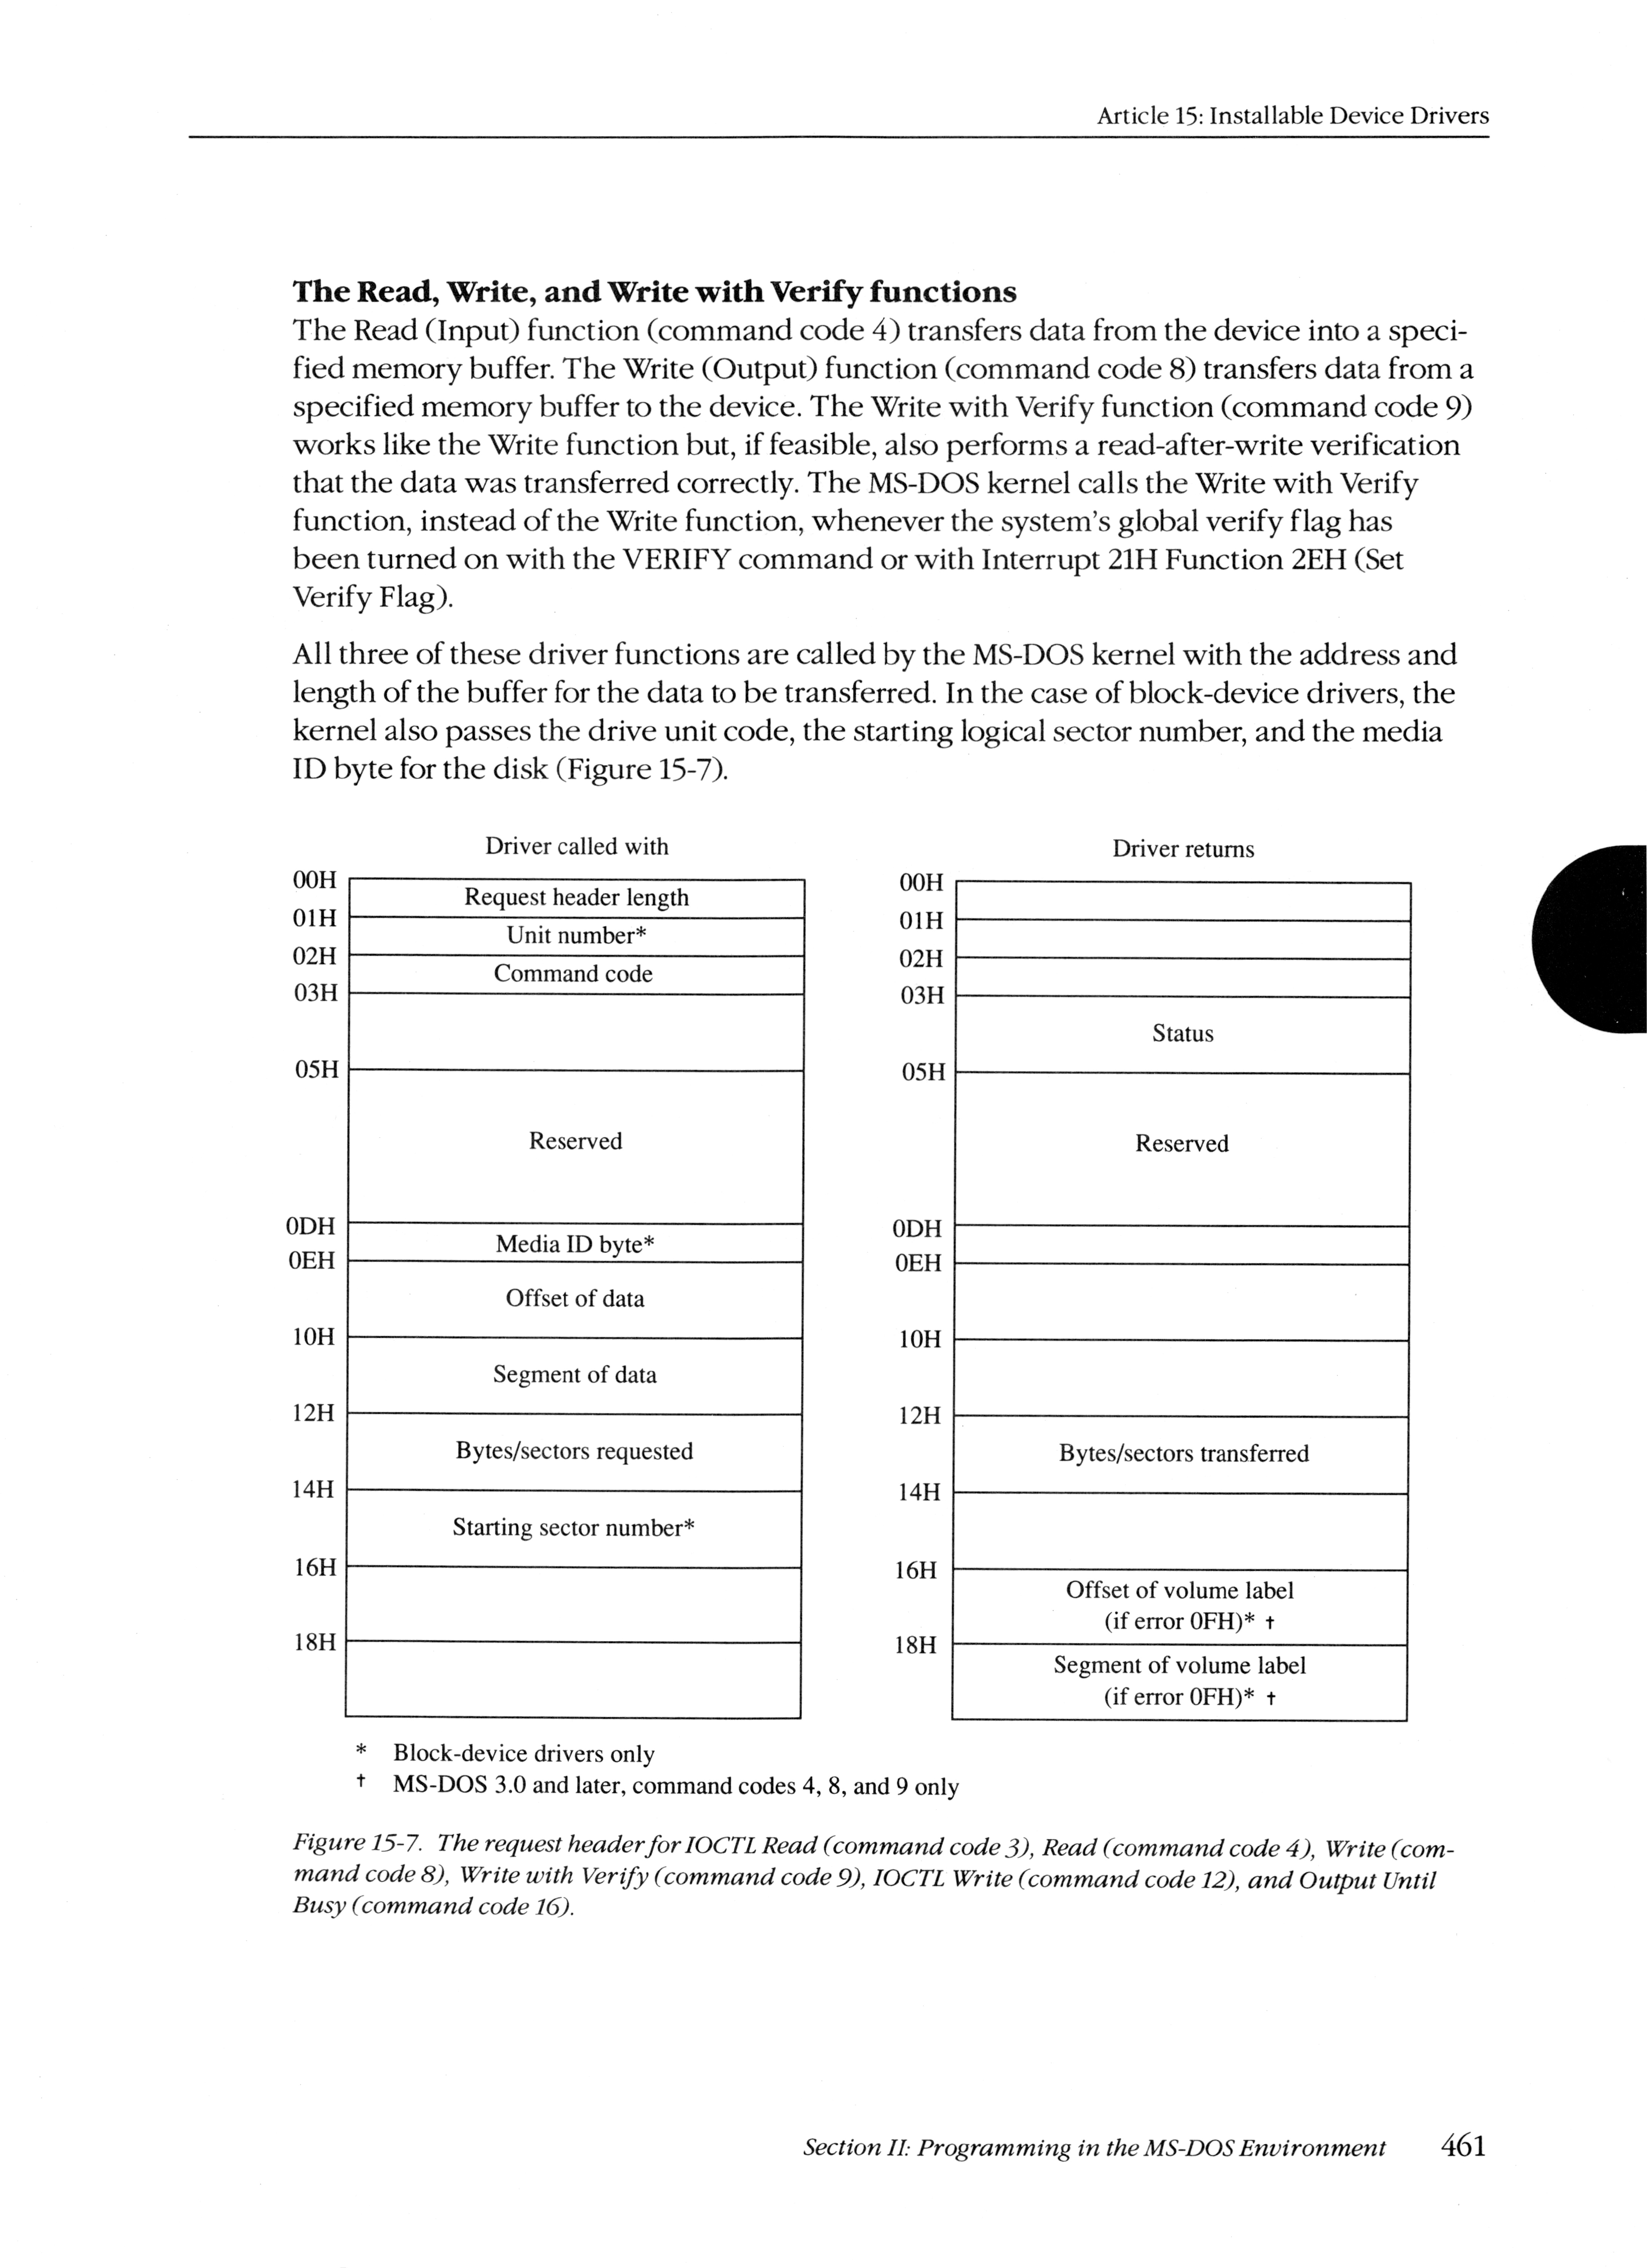 Article 15: Installable Device Drivers
The Read, Write, and Write with Verify functions
The Read (Input) function (command code 4) transfers data from the device into a speci-
fied memory buffer. The Write (Output) function (command code 8) transfers data from a
specified memory buffer to the device. The Write with Verify function (command code 9)
works like the Write function but, if feasible, also performs a read-after-write verification
that the data was transferred correctly. The MS-DOS kernel calls the Write with Verify
function, instead of the Write function, whenever the system's global verify flag has
been turned on with the VERIFY command or with Interrupt 21H Function 2EH (Set
Verify Flag).
All three of these driver functions are called by the MS-DOS kernel with the address and
length of the buffer for the data to be transferred. In the case of block-device drivers, the
kernel also passes the drive unit code, the starting logical sector number, and the media
ID byte for the disk (Figure 15-7).
Driver called with
00H
Request header length
01H
Unit number*
02H
Command code
03H
05H
Reserved
0DH
Media ID byte*
0EH
Offset of data
10H
Segment of data
12H
Bytes/sectors requested
14H
Starting sector number*
16H
18H
Driver returns
00H
01H
02H
03H
Status
05H
Reserved
0DH
0EH
10H
12H
Bytes/sectors transferred
14H
16H
Offset of volume label
(if error 0FH)* †
18H
Segment of volume label
(if error 0FH)* †
* Block-device drivers only
† MS-DOS 3.0 and later, command codes 4, 8, and 9 only
Figure 15-7. The request header for IOCTL Read (command code 3), Read (command code 4), Write (com-
mand code 8), Write with Verify (command code 9), IOCTL Write (command code 12), and Output Until
Busy (command code 16).
Section II: Programming in the MS-DOS Environment 461